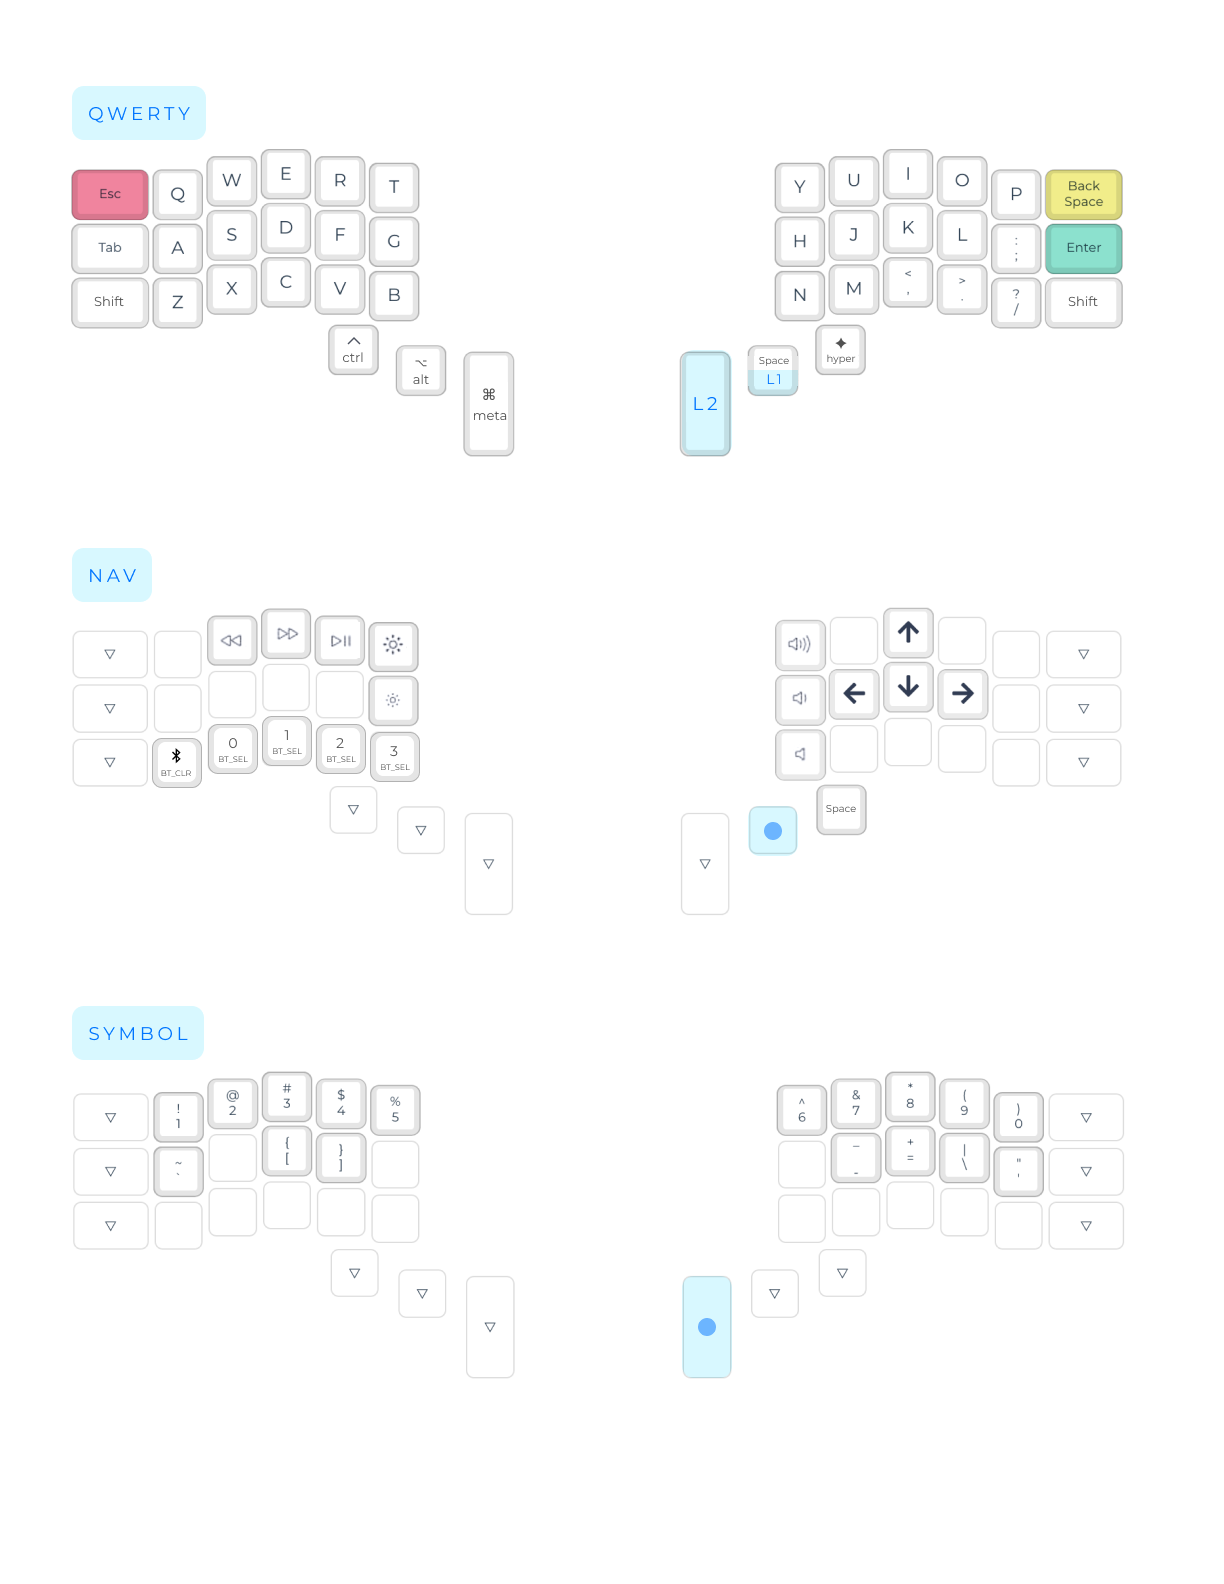 QWERTY
Esc Q W E R T Y U I O P Back Space
Tab A S D F G H J K L : ; Enter
Shift Z X C V B N M < , > . ? / Shift
ctrl alt ⌘ meta L2 Space L1 hyper
NAV
BT_CLR 0 BT_SEL 1 BT_SEL 2 BT_SEL 3 BT_SEL
Space
SYMBOL
! 1 @ 2 # 3 $ 4 % 5 ^ 6 & 7 * 8 ( 9 ) 0
~ ` { [ } ] _ - + = | \ " '